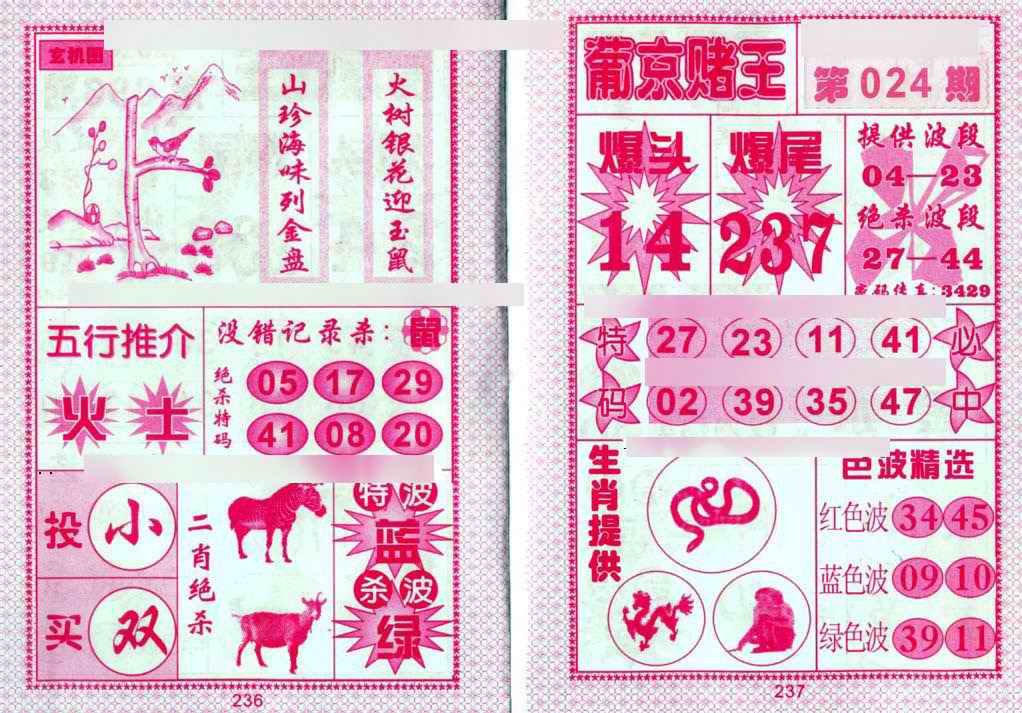 玄机图
火树银花迎玉鼠
山珍海味列金盘
五行推介
火 土
没错记录杀：鼠
绝杀特码
05 17 29
41 08 20
投 小
买 双
二肖绝杀
特波
蓝
杀波
绿
236
葡京赌王
第024期
爆头
14
爆尾
237
提供波段
04—23
绝杀波段
27—44
密码传真：3429
特码
27 23 11 41
02 39 35 47
必中
生肖提供
色波精选
红色波 34 45
蓝色波 09 10
绿色波 39 11
237